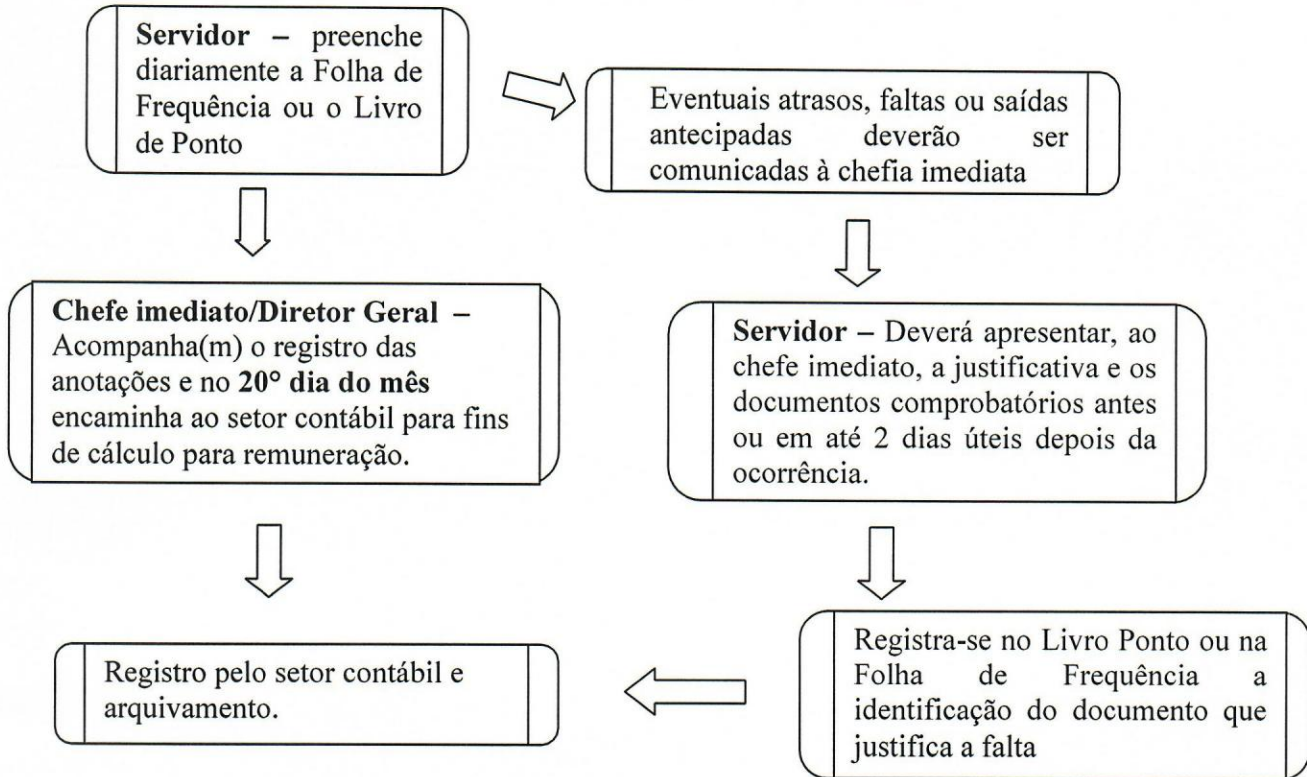 Servidor – preenche
diariamente a Folha de
Frequência ou o Livro
de Ponto
Eventuais atrasos, faltas ou saídas
antecipadas deverão ser
comunicadas à chefia imediata
Chefe imediato/Diretor Geral –
Acompanha(m) o registro das
anotações e no 20° dia do mês
encaminha ao setor contábil para fins
de cálculo para remuneração.
Servidor – Deverá apresentar, ao
chefe imediato, a justificativa e os
documentos comprobatórios antes
ou em até 2 dias úteis depois da
ocorrência.
Registra-se no Livro Ponto ou na
Folha de Frequência a
identificação do documento que
justifica a falta
Registro pelo setor contábil e
arquivamento.